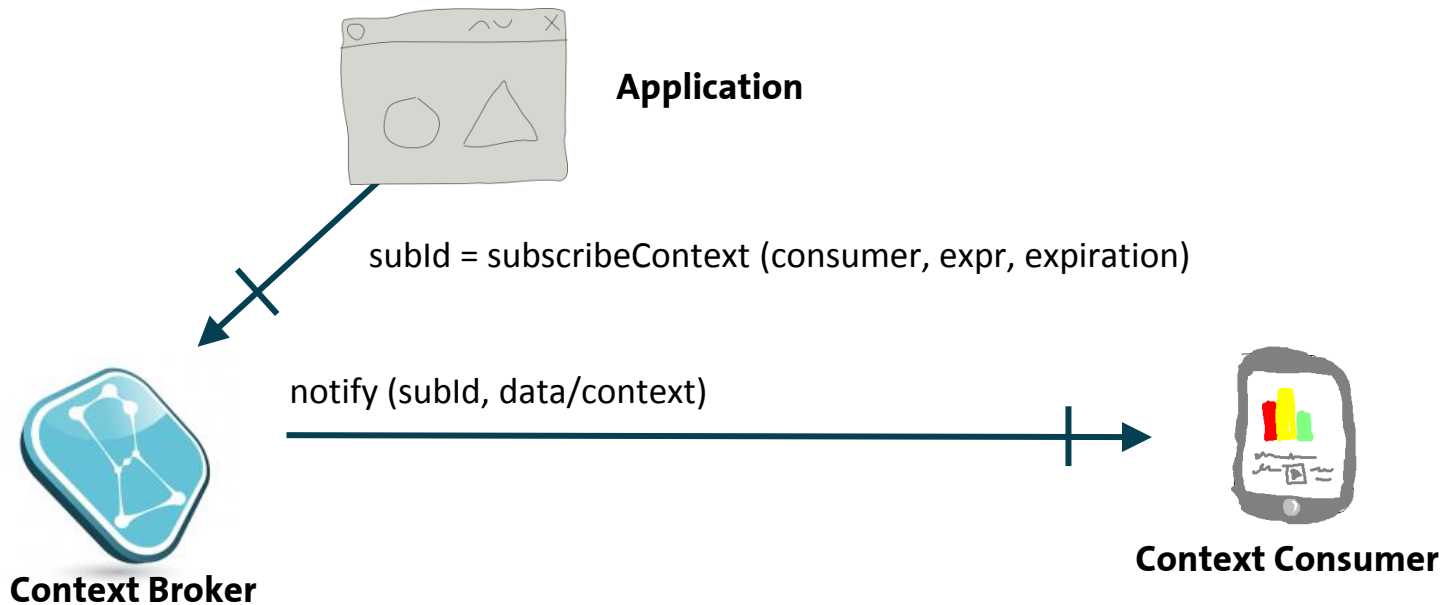 Application
subId = subscribeContext (consumer, expr, expiration)
notify (subId, data/context)
Context Consumer
Context Broker